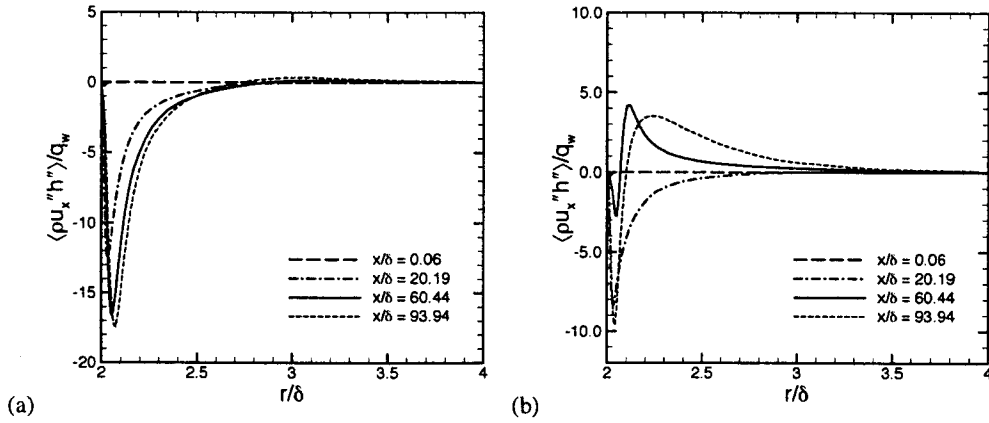 5
0
-5
-10
-15
-20
2
2.5
3
3.5
4
r/δ
⟨ρuₓ″h″⟩/q_w
x/δ = 0.06
x/δ = 20.19
x/δ = 60.44
x/δ = 93.94
(a)
10.0
5.0
0.0
-5.0
-10.0
2
2.5
3
3.5
4
r/δ
⟨ρuₓ″h″⟩/q_w
x/δ = 0.06
x/δ = 20.19
x/δ = 60.44
x/δ = 93.94
(b)